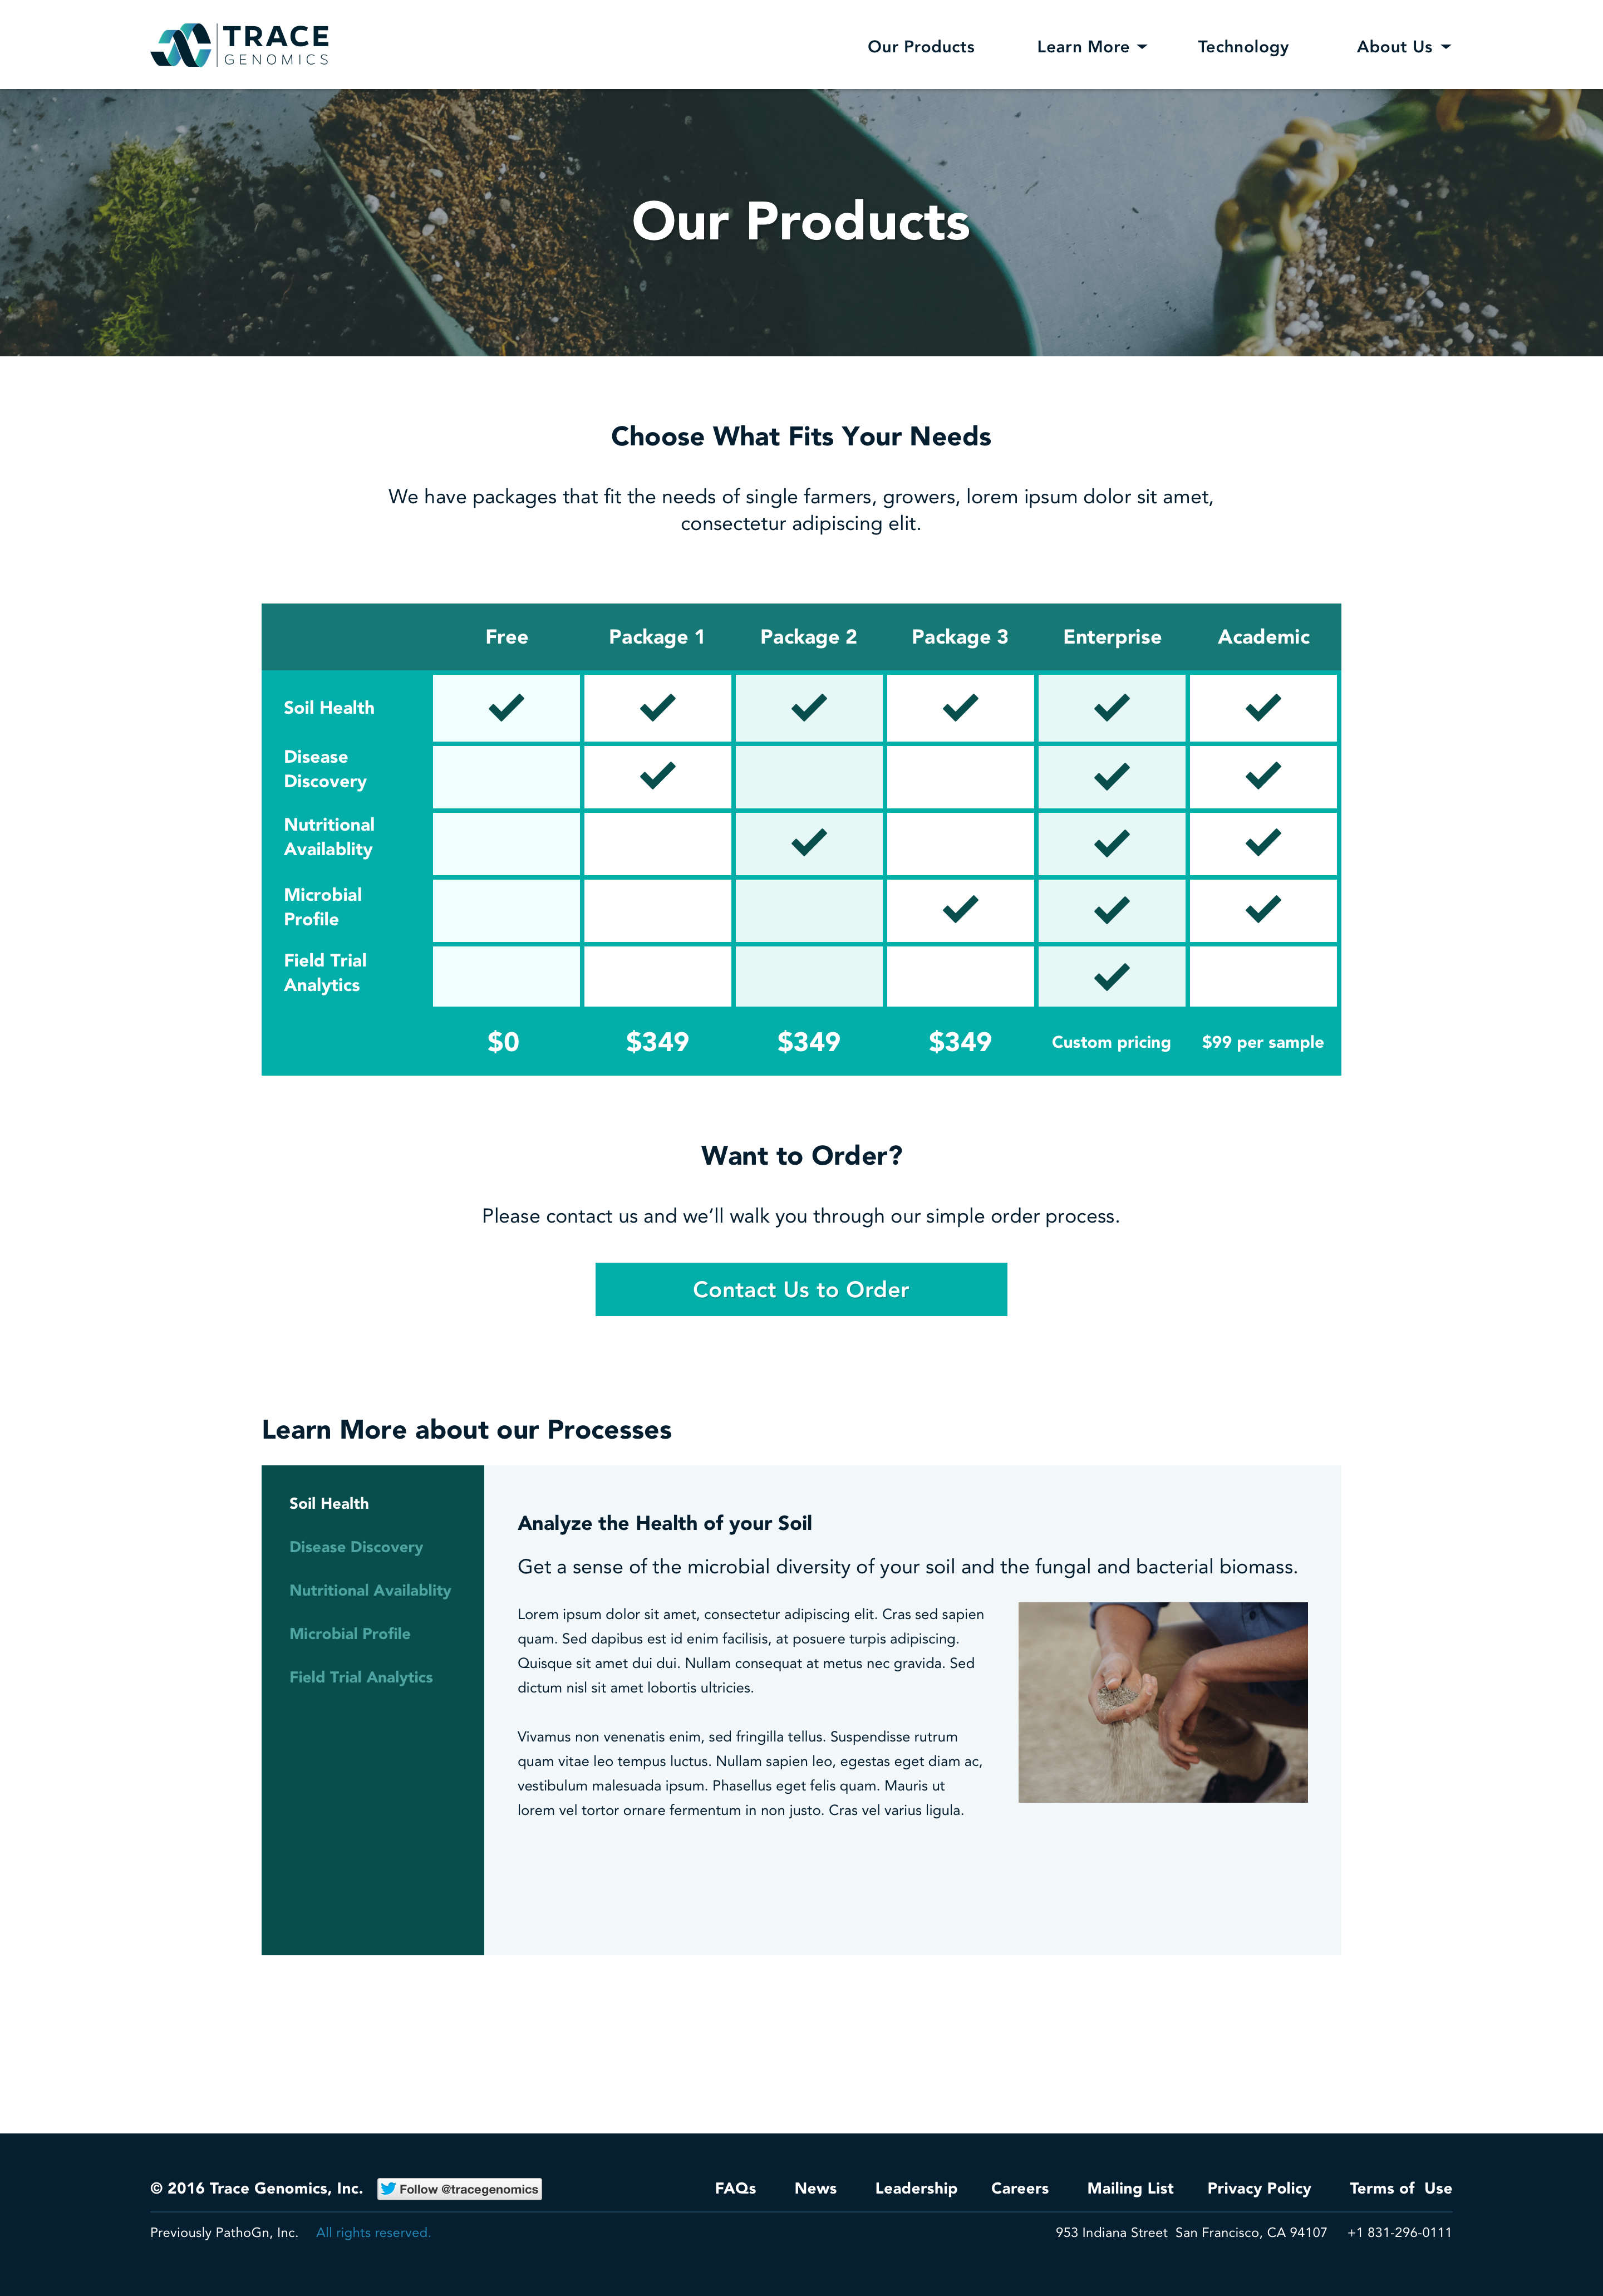 TRACE
GENOMICS
Our Products
Learn More
Technology
About Us
Our Products
Choose What Fits Your Needs
We have packages that fit the needs of single farmers, growers, lorem ipsum dolor sit amet,
consectetur adipiscing elit.
Free
Package 1
Package 2
Package 3
Enterprise
Academic
Soil Health
Disease
Discovery
Nutritional
Availablity
Microbial
Profile
Field Trial
Analytics
$0
$349
$349
$349
Custom pricing
$99 per sample
Want to Order?
Please contact us and we’ll walk you through our simple order process.
Contact Us to Order
Learn More about our Processes
Soil Health
Disease Discovery
Nutritional Availablity
Microbial Profile
Field Trial Analytics
Analyze the Health of your Soil
Get a sense of the microbial diversity of your soil and the fungal and bacterial biomass.
Lorem ipsum dolor sit amet, consectetur adipiscing elit. Cras sed sapien
quam. Sed dapibus est id enim facilisis, at posuere turpis adipiscing.
Quisque sit amet dui dui. Nullam consequat at metus nec gravida. Sed
dictum nisl sit amet lobortis ultricies.
Vivamus non venenatis enim, sed fringilla tellus. Suspendisse rutrum
quam vitae leo tempus luctus. Nullam sapien leo, egestas eget diam ac,
vestibulum malesuada ipsum. Phasellus eget felis quam. Mauris ut
lorem vel tortor ornare fermentum in non justo. Cras vel varius ligula.
© 2016 Trace Genomics, Inc.
Follow @tracegenomics
FAQs
News
Leadership
Careers
Mailing List
Privacy Policy
Terms of Use
Previously PathoGn, Inc.
All rights reserved.
953 Indiana Street San Francisco, CA 94107
+1 831-296-0111